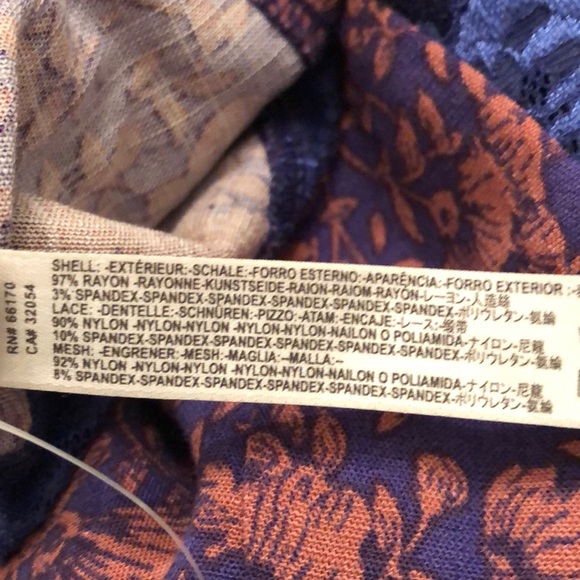 SHELL: -EXTÉRIEUR:-SCHALE:-FORRO ESTERNO:-APARÊNCIA:-FORRO EXTERIOR :-
97% RAYON -RAYONNE-KUNSTSEIDE-RAION-RAIOM-RAYÓN-レーヨン-人造絲
3% SPANDEX-SPANDEX-SPANDEX-SPANDEX-SPANDEX-SPANDEX-ポリウレタン-氨綸
LACE: -DENTELLE:-SCHNÜREN:-PIZZO:-ATAM:-ENCAJE:-レース:-緞帶
90% NYLON -NYLON-NYLON -NYLON-NYLON-NAILON O POLIAMIDA-ナイロン-尼龍
10% SPANDEX-SPANDEX-SPANDEX-SPANDEX-SPANDEX-SPANDEX-ポリウレタン-氨綸
MESH: -ENGRENER:-MESH:-MAGLIA:--MALLA:--
92% NYLON -NYLON-NYLON -NYLON-NYLON-NAILON O POLIAMIDA-ナイロン-尼龍
8% SPANDEX-SPANDEX-SPANDEX-SPANDEX-SPANDEX-SPANDEX-ポリウレタン-氨綸
RN# 66170
CA# 32054